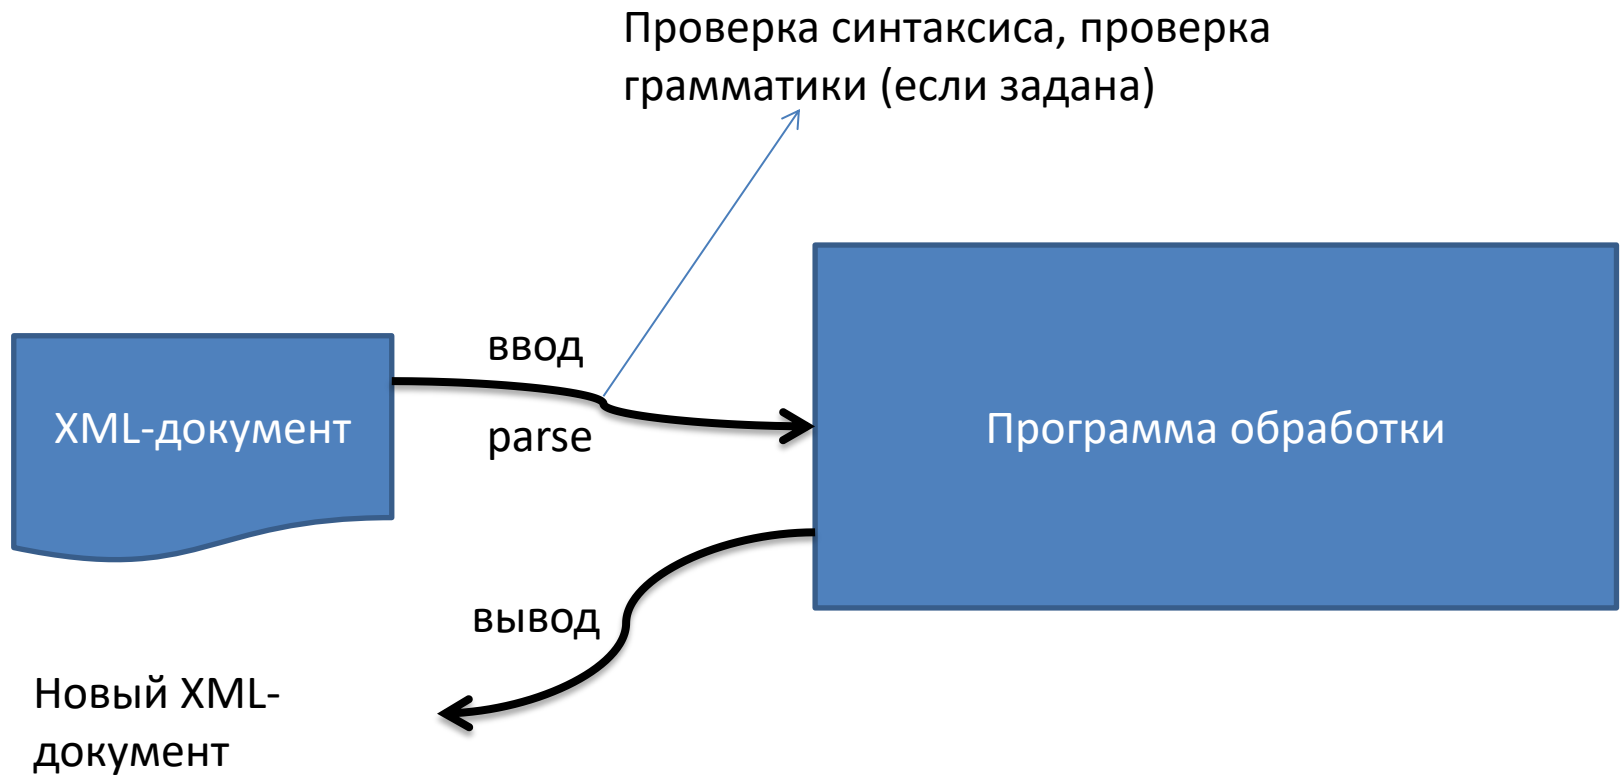 Проверка синтаксиса, проверка
грамматики (если задана)
ввод
XML-документ
parse
Программа обработки
вывод
Новый XML-
документ